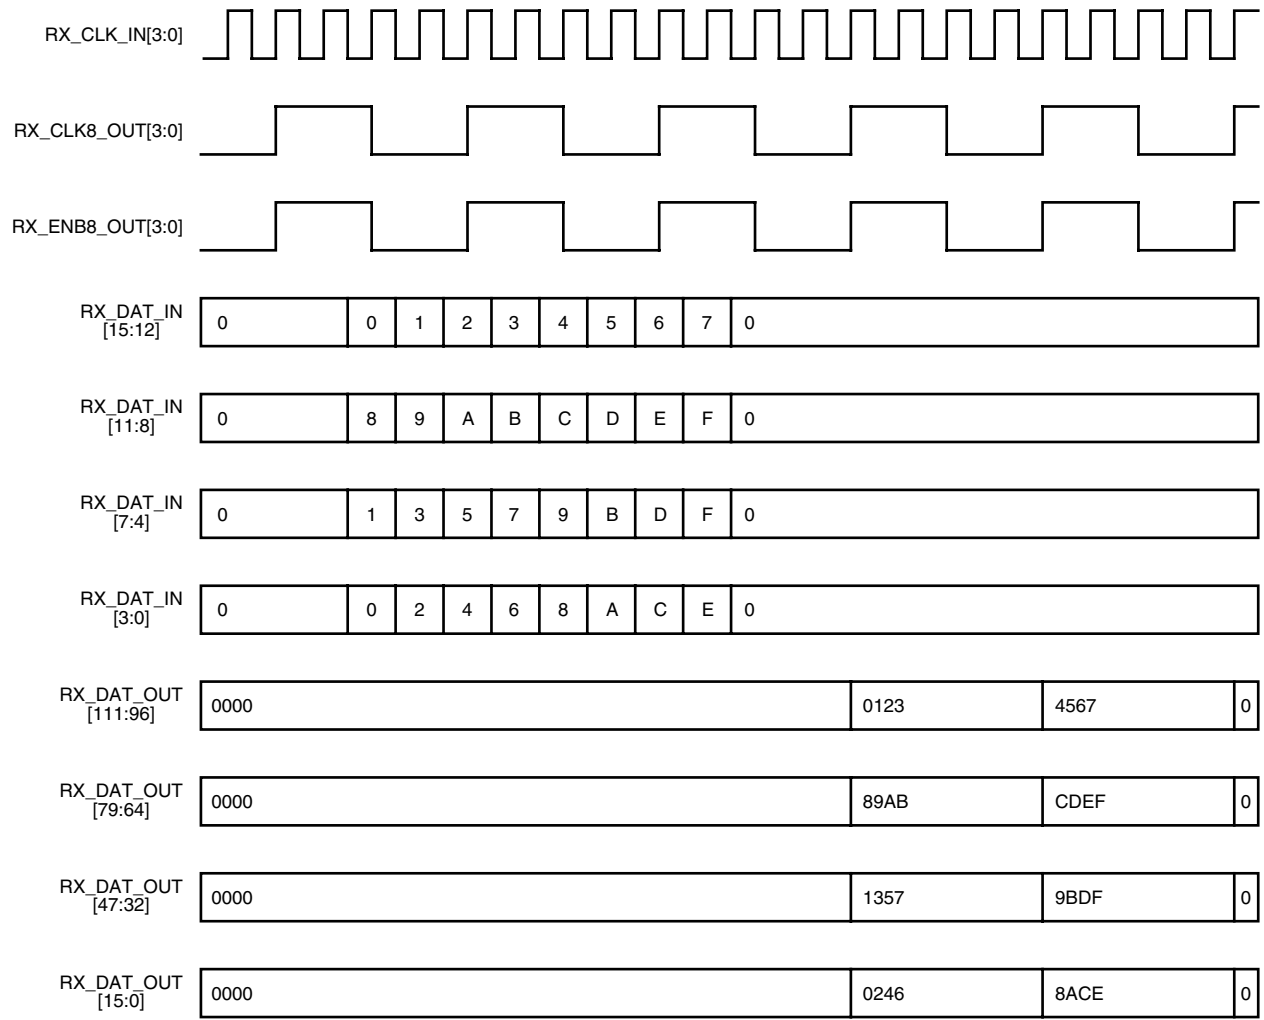 RX_CLK_IN[3:0]
RX_CLK8_OUT[3:0]
RX_ENB8_OUT[3:0]
RX_DAT_IN
[15:12]
0 0 1 2 3 4 5 6 7 0
RX_DAT_IN
[11:8]
0 8 9 A B C D E F 0
RX_DAT_IN
[7:4]
0 1 3 5 7 9 B D F 0
RX_DAT_IN
[3:0]
0 0 2 4 6 8 A C E 0
RX_DAT_OUT
[111:96]
0000 0123 4567 0
RX_DAT_OUT
[79:64]
0000 89AB CDEF 0
RX_DAT_OUT
[47:32]
0000 1357 9BDF 0
RX_DAT_OUT
[15:0]
0000 0246 8ACE 0